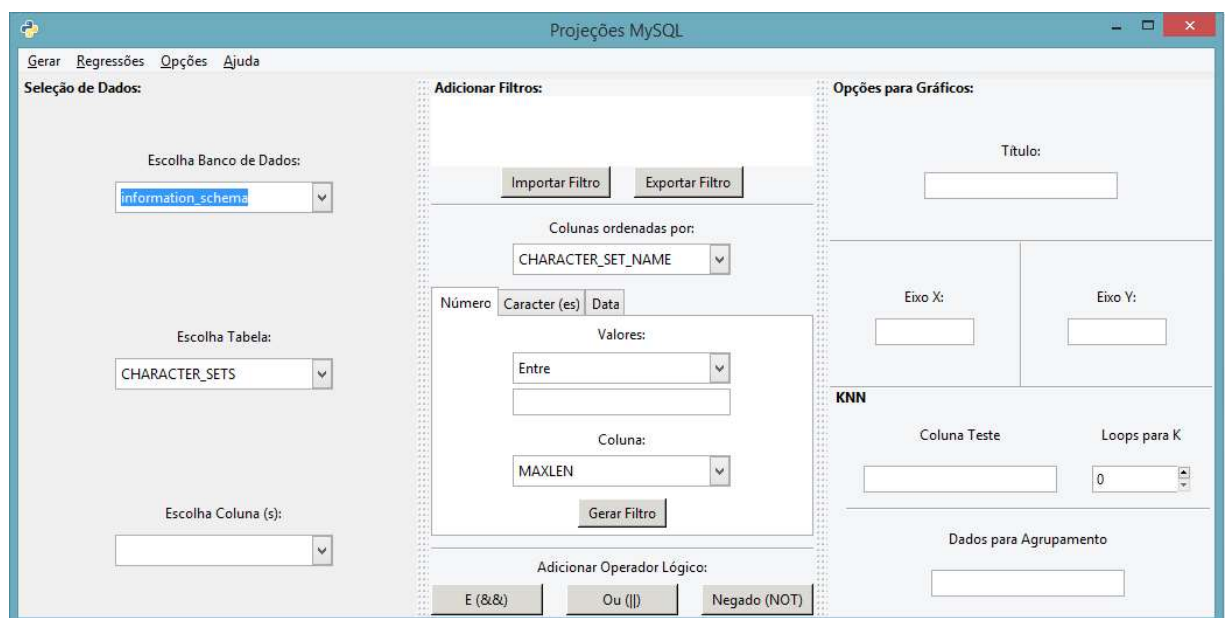 Projeções MySQL
Gerar Regressões Opções Ajuda
Seleção de Dados:
Escolha Banco de Dados:
information_schema
Escolha Tabela:
CHARACTER_SETS
Escolha Coluna (s):
Adicionar Filtros:
Importar Filtro Exportar Filtro
Colunas ordenadas por:
CHARACTER_SET_NAME
Número Caracter (es) Data
Valores:
Entre
Coluna:
MAXLEN
Gerar Filtro
Adicionar Operador Lógico:
E (&&) Ou (||) Negado (NOT)
Opções para Gráficos:
Título:
Eixo X: Eixo Y:
KNN
Coluna Teste Loops para K
0
Dados para Agrupamento